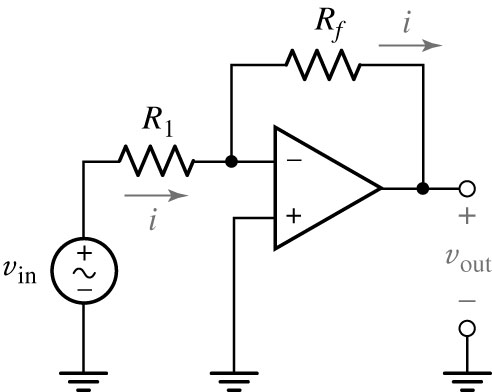 R_f i
R_1
i
−
+
v_in + −
+
v_out
−